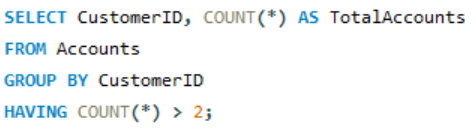 SELECT CustomerID, COUNT(*) AS TotalAccounts
FROM Accounts
GROUP BY CustomerID
HAVING COUNT(*) > 2;